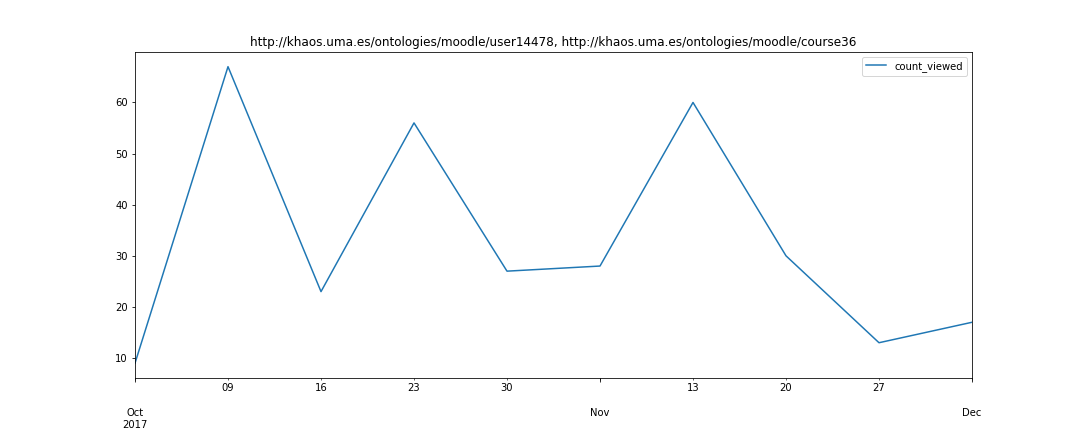 http://khaos.uma.es/ontologies/moodle/user14478, http://khaos.uma.es/ontologies/moodle/course36
count_viewed
60
50
40
30
20
10
09 16 23 30 13 20 27
Oct Nov Dec
2017